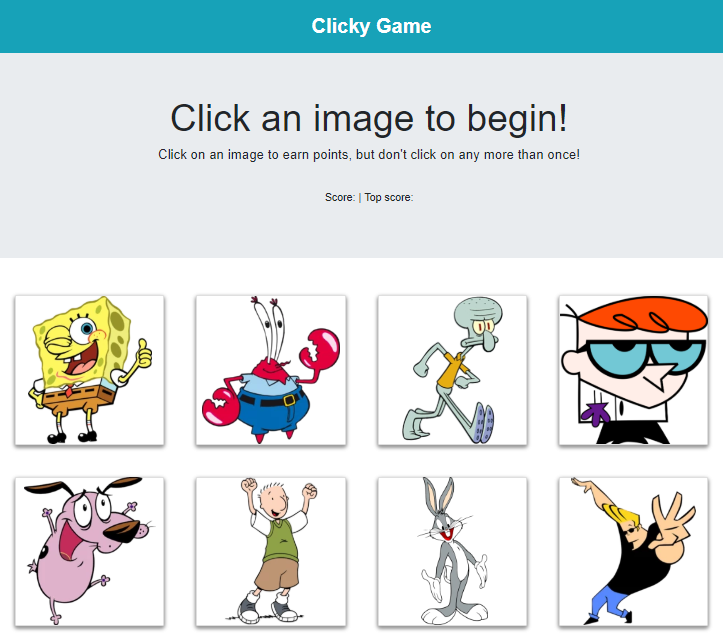 Clicky Game
Click an image to begin!
Click on an image to earn points, but don't click on any more than once!
Score: | Top score: